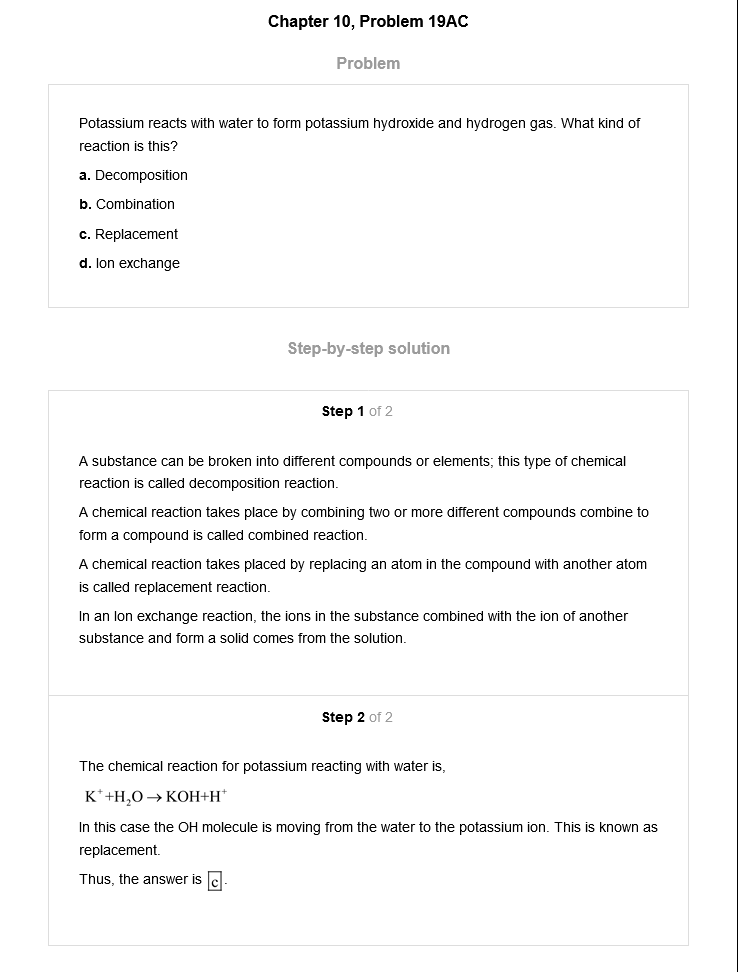 Chapter 10, Problem 19AC
Problem
Potassium reacts with water to form potassium hydroxide and hydrogen gas. What kind of
reaction is this?
a. Decomposition
b. Combination
c. Replacement
d. Ion exchange
Step-by-step solution
Step 1 of 2
A substance can be broken into different compounds or elements; this type of chemical
reaction is called decomposition reaction.
A chemical reaction takes place by combining two or more different compounds combine to
form a compound is called combined reaction.
A chemical reaction takes placed by replacing an atom in the compound with another atom
is called replacement reaction.
In an Ion exchange reaction, the ions in the substance combined with the ion of another
substance and form a solid comes from the solution.
Step 2 of 2
The chemical reaction for potassium reacting with water is,
K⁺+H₂O→KOH+H⁺
In this case the OH molecule is moving from the water to the potassium ion. This is known as
replacement.
Thus, the answer is c.